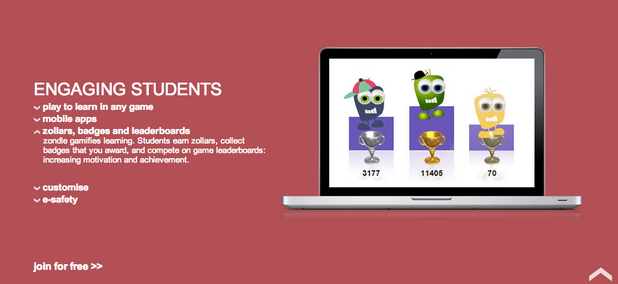 ENGAGING STUDENTS
play to learn in any game
mobile apps
zollars, badges and leaderboards
zondle gamifies learning. Students earn zollars, collect
badges that you award, and compete on game leaderboards:
increasing motivation and achievement.
customise
e-safety
join for free >>
3177 11405 70